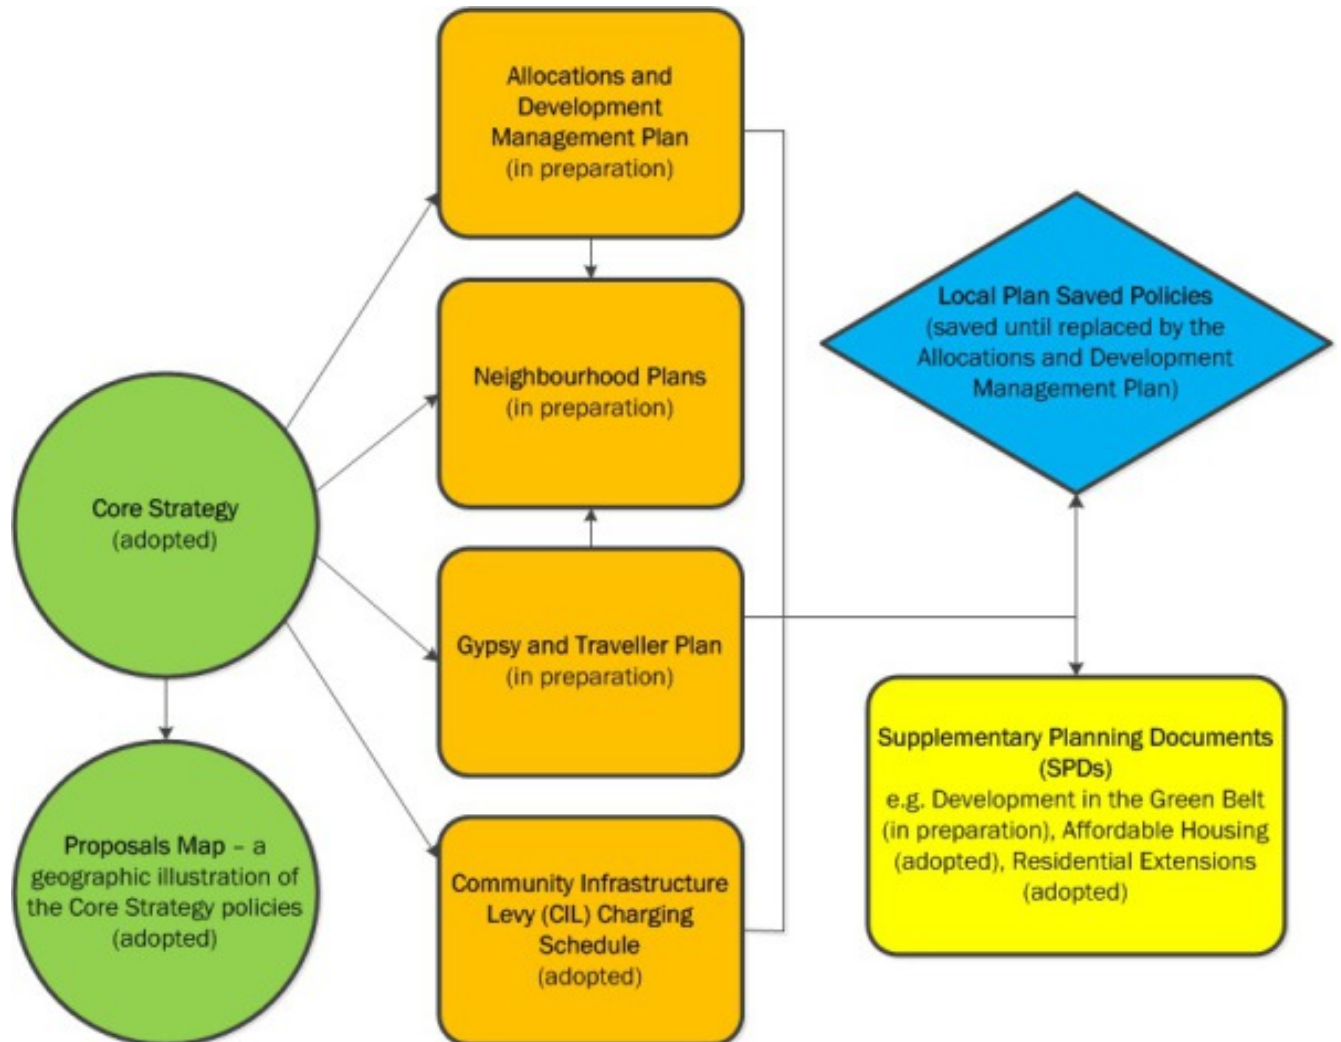 Allocations and
Development
Management Plan
(in preparation)
Neighbourhood Plans
(in preparation)
Local Plan Saved Policies
(saved until replaced by the
Allocations and Development
Management Plan)
Core Strategy
(adopted)
Gypsy and Traveller Plan
(in preparation)
Supplementary Planning Documents
(SPDs)
e.g. Development in the Green Belt
(in preparation), Affordable Housing
(adopted), Residential Extensions
(adopted)
Proposals Map – a
geographic illustration of
the Core Strategy policies
(adopted)
Community Infrastructure
Levy (CIL) Charging
Schedule
(adopted)